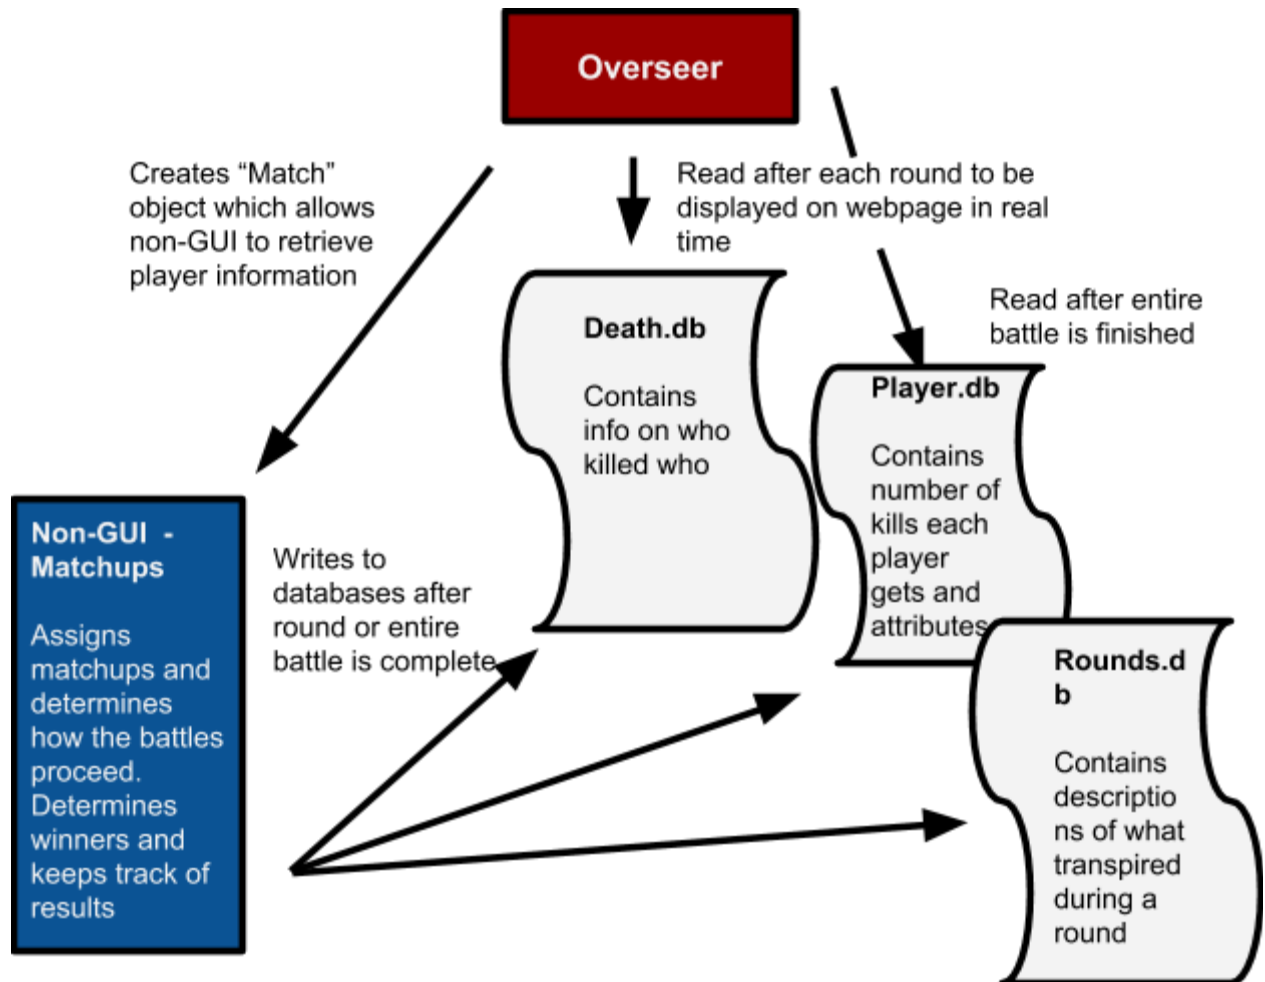 Overseer
Creates “Match”
object which allows
non-GUI to retrieve
player information
Read after each round to be
displayed on webpage in real
time
Read after entire
battle is finished
Death.db
Contains
info on who
killed who
Player.db
Contains
number of
kills each
player
gets and
attributes
Non-GUI -
Matchups
Assigns
matchups and
determines
how the battles
proceed.
Determines
winners and
keeps track of
results
Writes to
databases after
round or entire
battle is complete
Rounds.d
b
Contains
descriptio
ns of what
transpired
during a
round